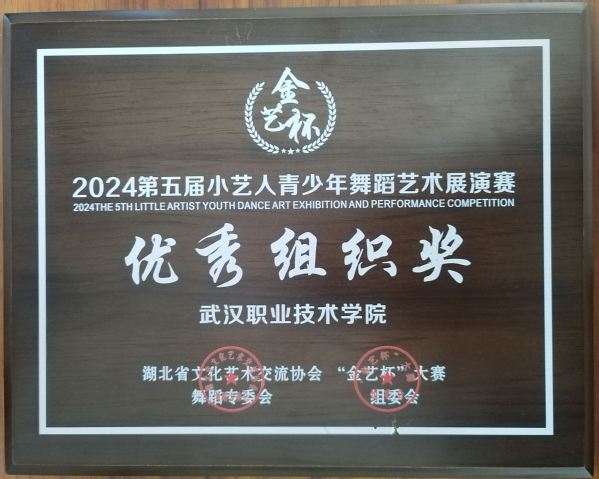 金艺杯
2024第五届小艺人青少年舞蹈艺术展演赛
2024THE 5TH LITTLE ARTIST YOUTH DANCE ART EXHIBITION AND PERFORMANCE COMPETITION
优秀组织奖
武汉职业技术学院
湖北省文化艺术交流协会 “金艺杯”大赛
舞蹈专委会 组委会